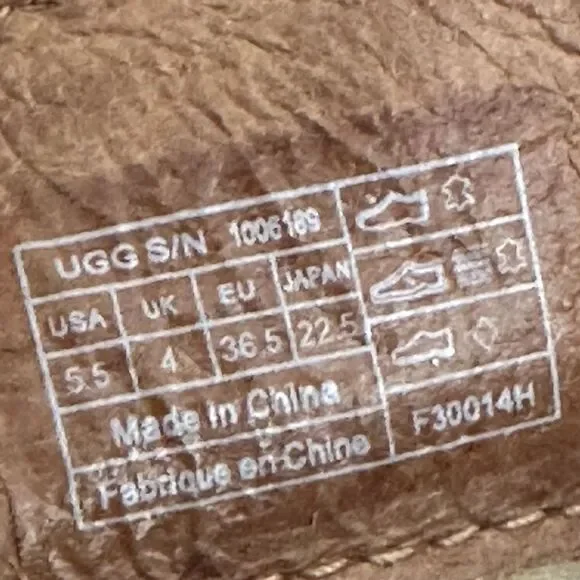 UGG S/N 1006189
USA UK EU JAPAN
5.5 4 36.5 22.5
Made in China
Fabrique en Chine
F30014H